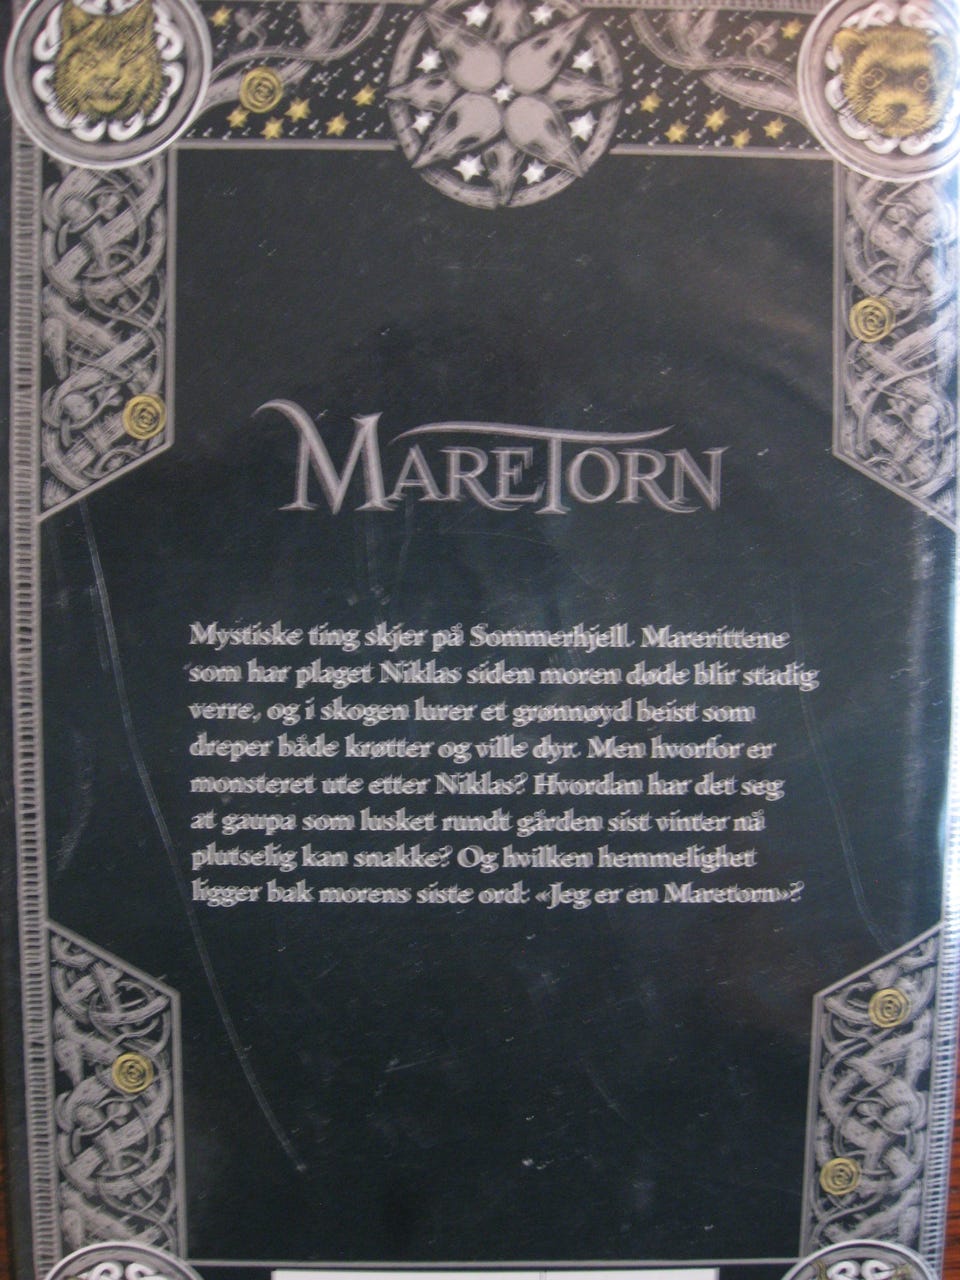 MARETORN
Mystiske ting skjer på Sommerhjell. Marerittene
som har plaget Niklas siden moren døde blir stadig
verre, og i skogen lurer et grønnøyd beist som
dreper både krøtter og ville dyr. Men hvorfor er
monsteret ute etter Niklas? Hvordan har det seg
at gaupa som lusket rundt gården sist vinter nå
plutselig kan snakke? Og hvilken hemmelighet
ligger bak morens siste ord: «Jeg er en Maretorn»?